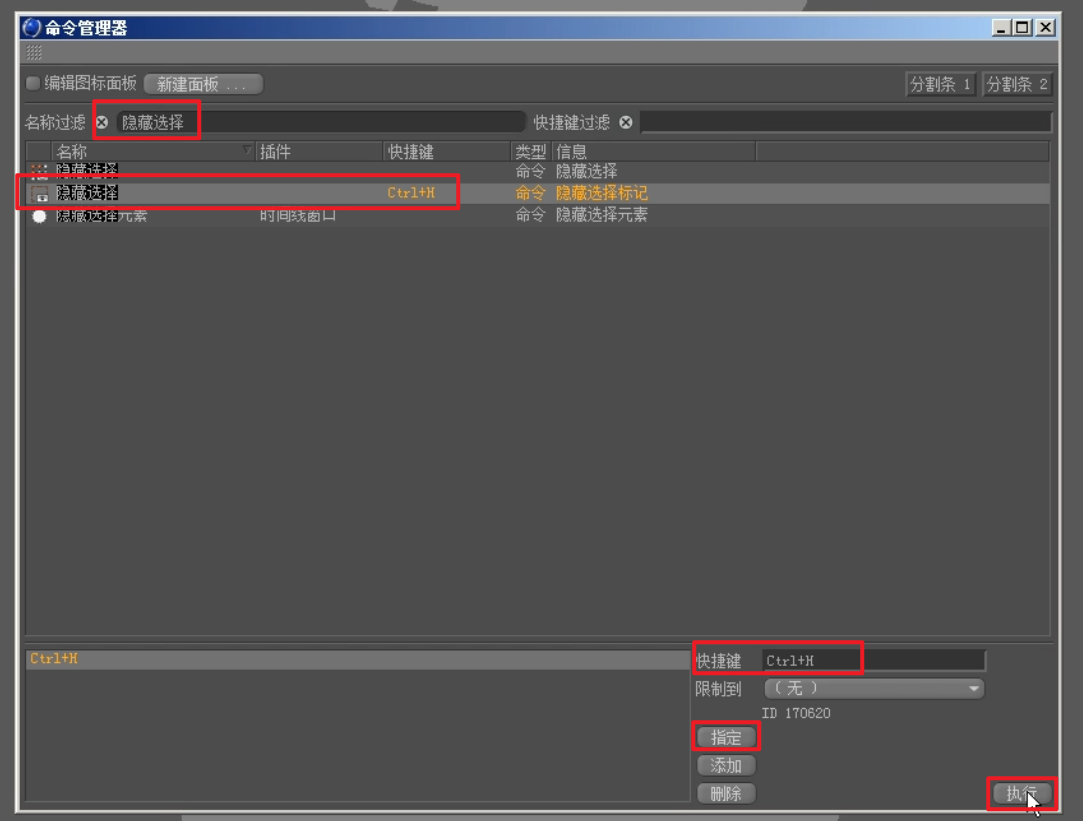 命令管理器
编辑图标面板 新建面板 ... 分割条 1 分割条 2
名称过滤 隐藏选择 快捷键过滤
名称 插件 快捷键 类型 信息
隐藏选择 命令 隐藏选择
隐藏选择 Ctrl+H 命令 隐藏选择标记
隐藏选择元素 时间线窗口 命令 隐藏选择元素
Ctrl+H
快捷键 Ctrl+H
限制到 (无)
ID 170620
指定
添加
删除
执行